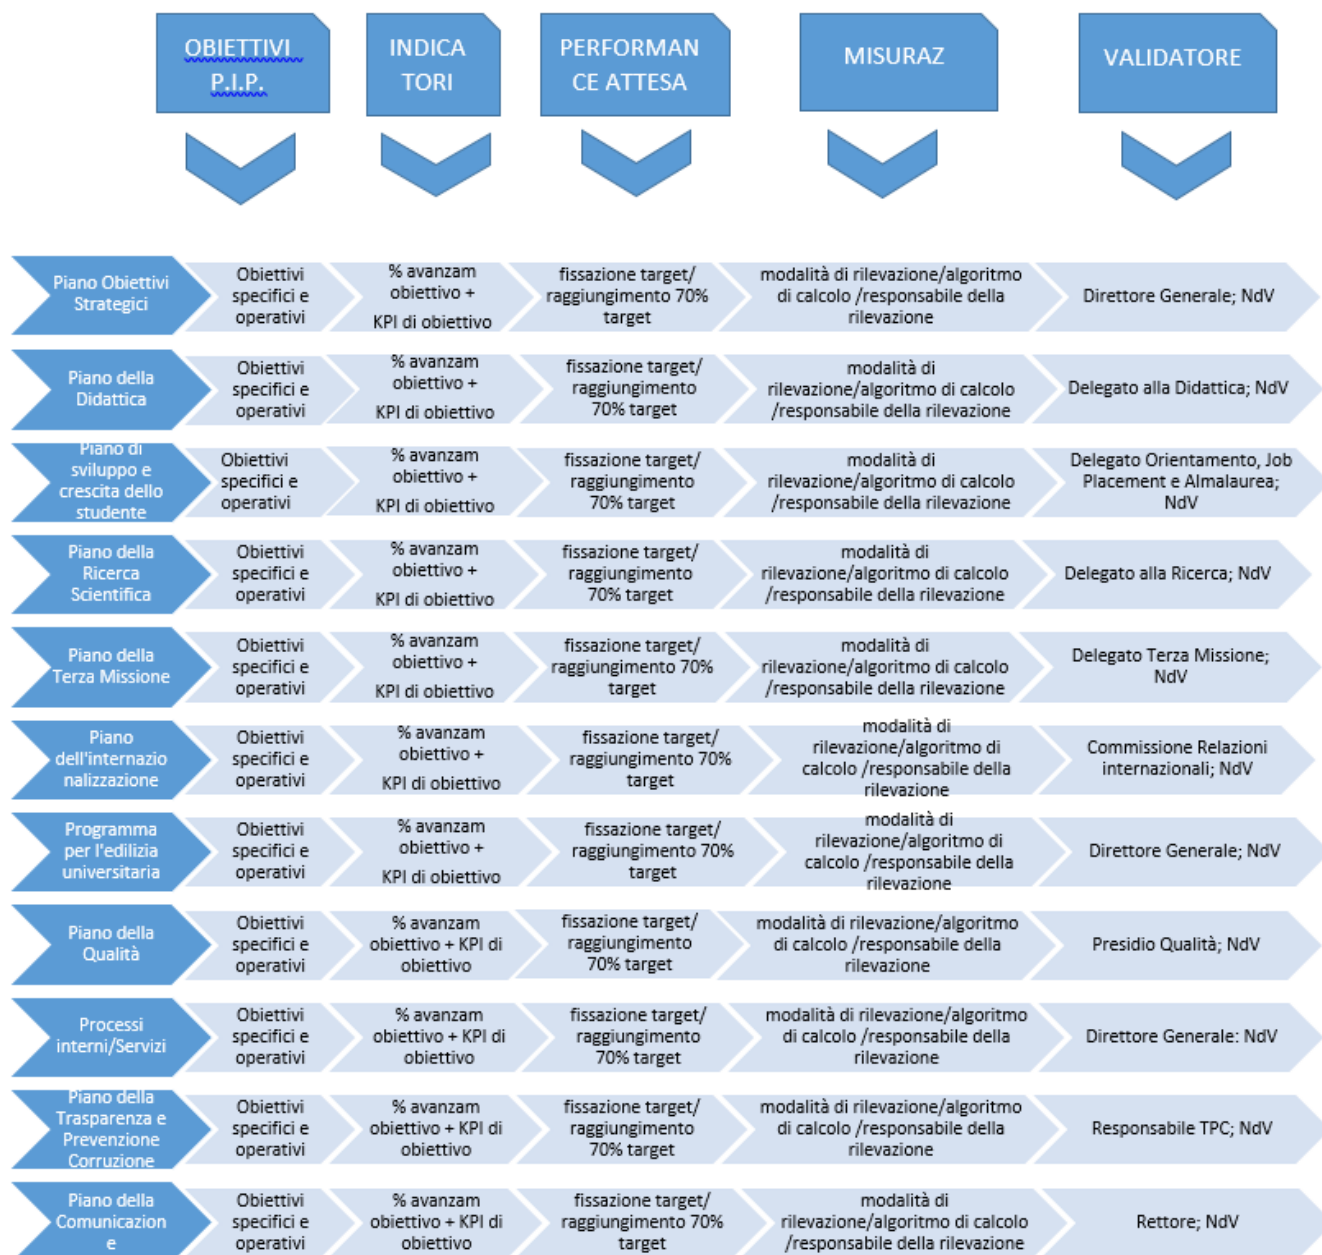 OBIETTIVI
P.I.P.
INDICA
TORI
PERFORMAN
CE ATTESA
MISURAZ
VALIDATORE
Piano Obiettivi
Strategici
Obiettivi
specifici e
operativi
% avanzam
obiettivo +
KPI di obiettivo
fissazione target/
raggiungimento 70%
target
modalità di rilevazione/algoritmo
di calcolo /responsabile della
rilevazione
Direttore Generale; NdV
Piano della
Didattica
Obiettivi
specifici e
operativi
% avanzam
obiettivo +
KPI di obiettivo
fissazione target/
raggiungimento
70% target
modalità di
rilevazione/algoritmo di calcolo
/responsabile della rilevazione
Delegato alla Didattica; NdV
Piano di
sviluppo e
crescita dello
studente
Obiettivi
specifici e
operativi
% avanzam
obiettivo +
KPI di obiettivo
fissazione target/
raggiungimento
70% target
modalità di
rilevazione/algoritmo di calcolo
/responsabile della rilevazione
Delegato Orientamento, Job
Placement e Almalaurea;
NdV
Piano della
Ricerca
Scientifica
Obiettivi
specifici e
operativi
% avanzam
obiettivo +
KPI di obiettivo
fissazione target/
raggiungimento
70% target
modalità di
rilevazione/algoritmo di calcolo
/responsabile della rilevazione
Delegato alla Ricerca; NdV
Piano della
Terza Missione
Obiettivi
specifici e
operativi
% avanzam
obiettivo +
KPI di obiettivo
fissazione target/
raggiungimento 70%
target
modalità di
rilevazione/algoritmo di calcolo
/responsabile della rilevazione
Delegato Terza Missione;
NdV
Piano
dell'internazio
nalizzazione
Obiettivi
specifici e
operativi
% avanzam
obiettivo +
KPI di obiettivo
fissazione target/
raggiungimento 70%
target
modalità di
rilevazione/algoritmo di
calcolo /responsabile della
rilevazione
Commissione Relazioni
internazionali; NdV
Programma
per l'edilizia
universitaria
Obiettivi
specifici e
operativi
% avanzam
obiettivo +
KPI di obiettivo
fissazione target/
raggiungimento 70%
target
modalità di
rilevazione/algoritmo di
calcolo /responsabile della
rilevazione
Direttore Generale; NdV
Piano della
Qualità
Obiettivi
specifici e
operativi
% avanzam
obiettivo + KPI di
obiettivo
fissazione target/
raggiungimento
70% target
modalità di rilevazione/algoritmo
di calcolo /responsabile della
rilevazione
Presidio Qualità; NdV
Processi
interni/Servizi
Obiettivi
specifici e
operativi
% avanzam
obiettivo + KPI di
obiettivo
fissazione target/
raggiungimento
70% target
modalità di rilevazione/algoritmo
di calcolo /responsabile della
rilevazione
Direttore Generale: NdV
Piano della
Trasparenza e
Prevenzione
Corruzione
Obiettivi
specifici e
operativi
% avanzam
obiettivo + KPI di
obiettivo
fissazione target/
raggiungimento
70% target
modalità di rilevazione/algoritmo
di calcolo /responsabile della
rilevazione
Responsabile TPC; NdV
Piano della
Comunicazion
e
Obiettivi
specifici e
operativi
% avanzam
obiettivo + KPI di
obiettivo
fissazione target/
raggiungimento 70%
target
modalità di
rilevazione/algoritmo di calcolo
/responsabile della rilevazione
Rettore; NdV